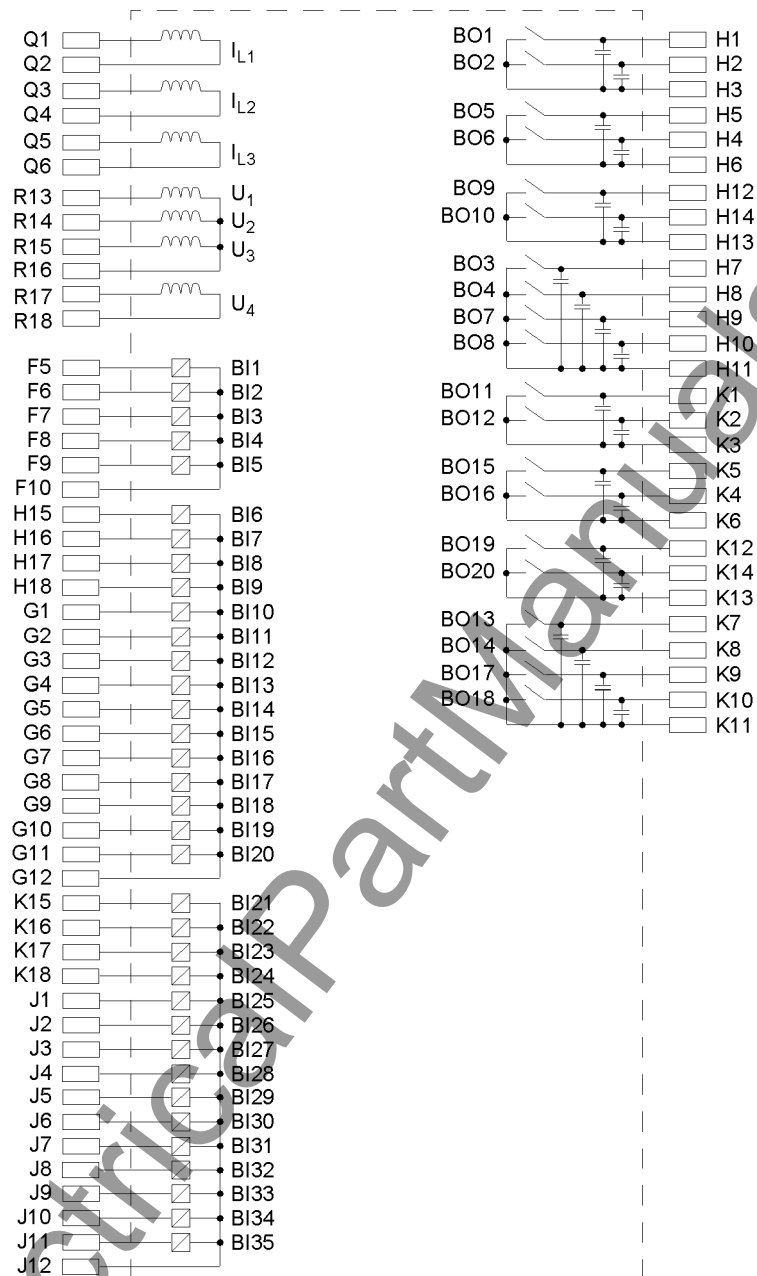 Q1
Q2
I_L1
Q3
Q4
I_L2
Q5
Q6
I_L3
R13 U1
R14 U2
R15 U3
R16
R17
R18
U4
F5 BI1
F6 BI2
F7 BI3
F8 BI4
F9 BI5
F10
H15 BI6
H16 BI7
H17 BI8
H18 BI9
G1 BI10
G2 BI11
G3 BI12
G4 BI13
G5 BI14
G6 BI15
G7 BI16
G8 BI17
G9 BI18
G10 BI19
G11 BI20
G12
K15 BI21
K16 BI22
K17 BI23
K18 BI24
J1 BI25
J2 BI26
J3 BI27
J4 BI28
J5 BI29
J6 BI30
J7 BI31
J8 BI32
J9 BI33
J10 BI34
J11 BI35
J12
BO1 H1
BO2 H2
H3
BO5 H5
BO6 H4
H6
BO9 H12
BO10 H14
H13
BO3 H7
BO4 H8
BO7 H9
BO8 H10
H11
BO11 K1
BO12 K2
K3
BO15 K5
BO16 K4
K6
BO19 K12
BO20 K14
K13
BO13 K7
BO14 K8
BO17 K9
BO18 K10
K11
ctricalPartManuals